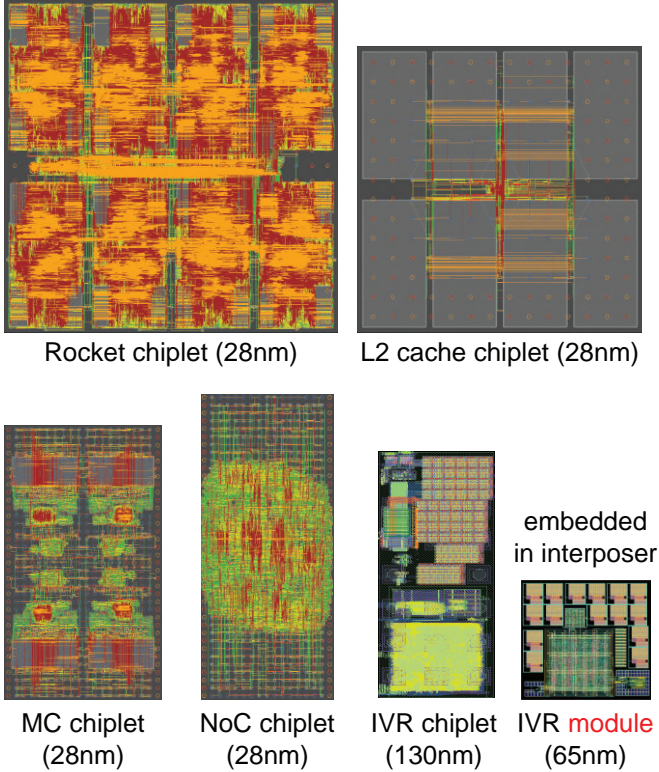 Rocket chiplet (28nm)
L2 cache chiplet (28nm)
embedded
in interposer
MC chiplet
(28nm)
NoC chiplet
(28nm)
IVR chiplet
(130nm)
IVR module
(65nm)